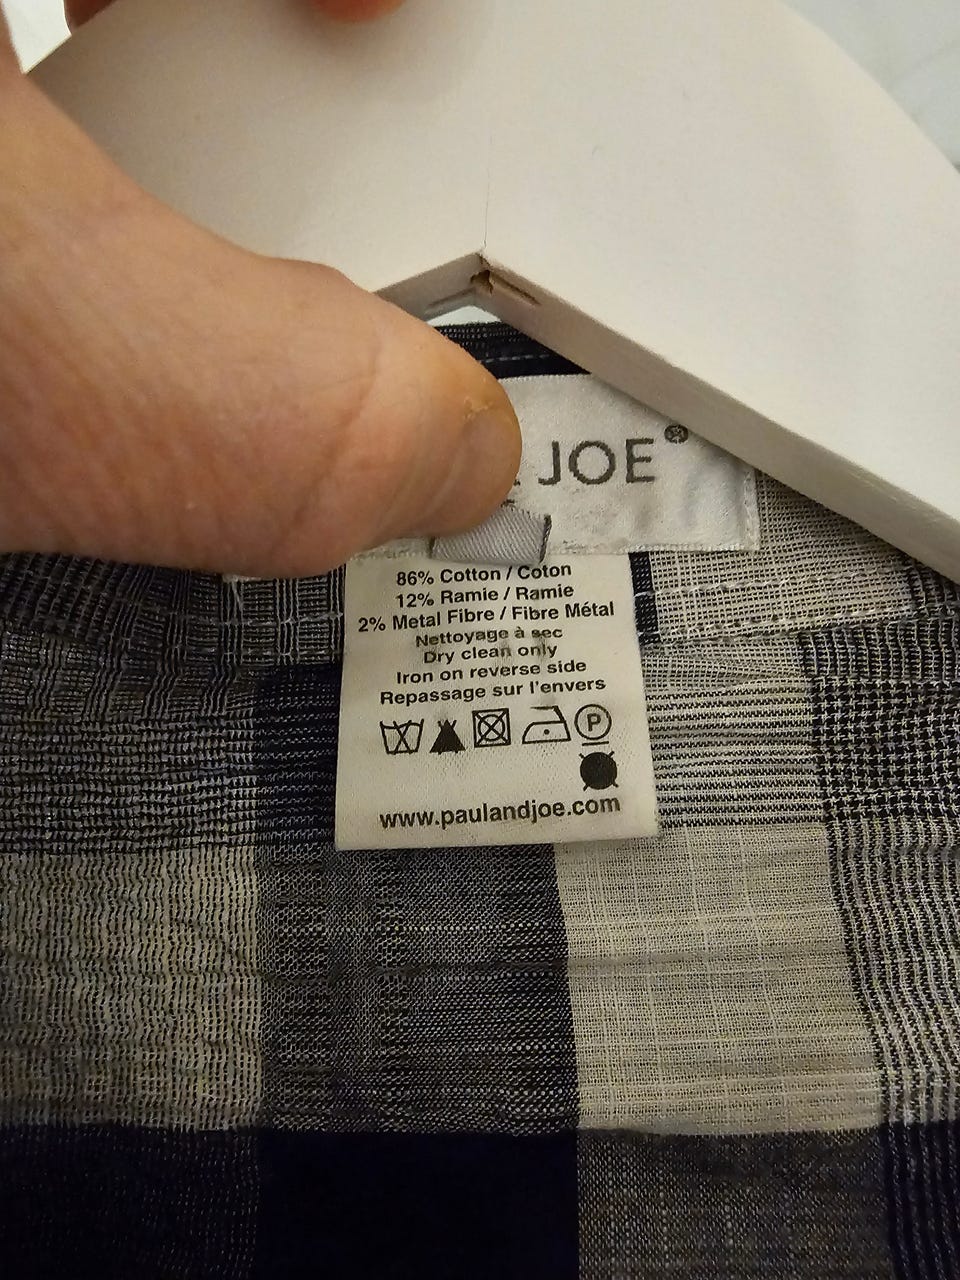 JOE®
86% Cotton / Coton
12% Ramie / Ramie
2% Metal Fibre / Fibre Métal
Nettoyage à sec
Dry clean only
Iron on reverse side
Repassage sur l'envers
P
www.paulandjoe.com